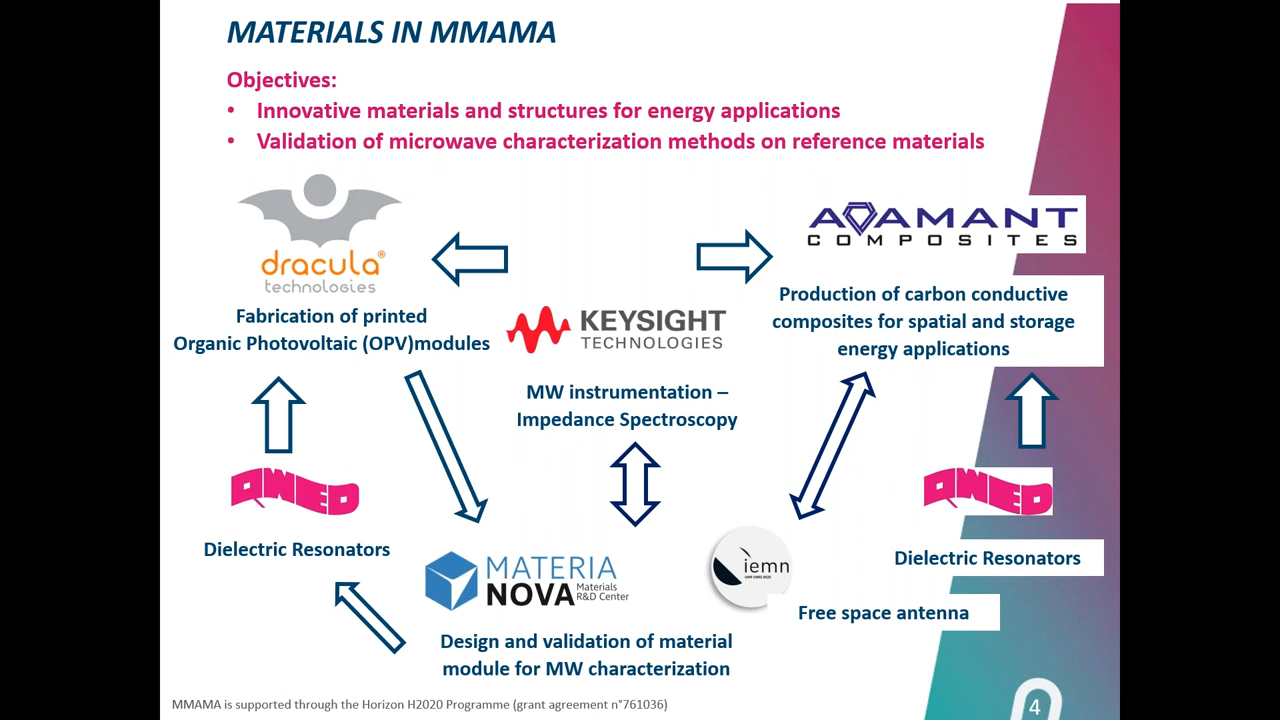 MATERIALS IN MMAMA
Objectives:
• Innovative materials and structures for energy applications
• Validation of microwave characterization methods on reference materials
dracula®
technologies
Fabrication of printed
Organic Photovoltaic (OPV)modules
KEYSIGHT
TECHNOLOGIES
MW instrumentation –
Impedance Spectroscopy
ADAMANT
COMPOSITES
Production of carbon conductive
composites for spatial and storage
energy applications
QWED
Dielectric Resonators
MATERIA
NOVA
Materials
R&D Center
Design and validation of material
module for MW characterization
iemn
UMR CNRS 8520
Free space antenna
QWED
Dielectric Resonators
MMAMA is supported through the Horizon H2020 Programme (grant agreement n°761036)
4